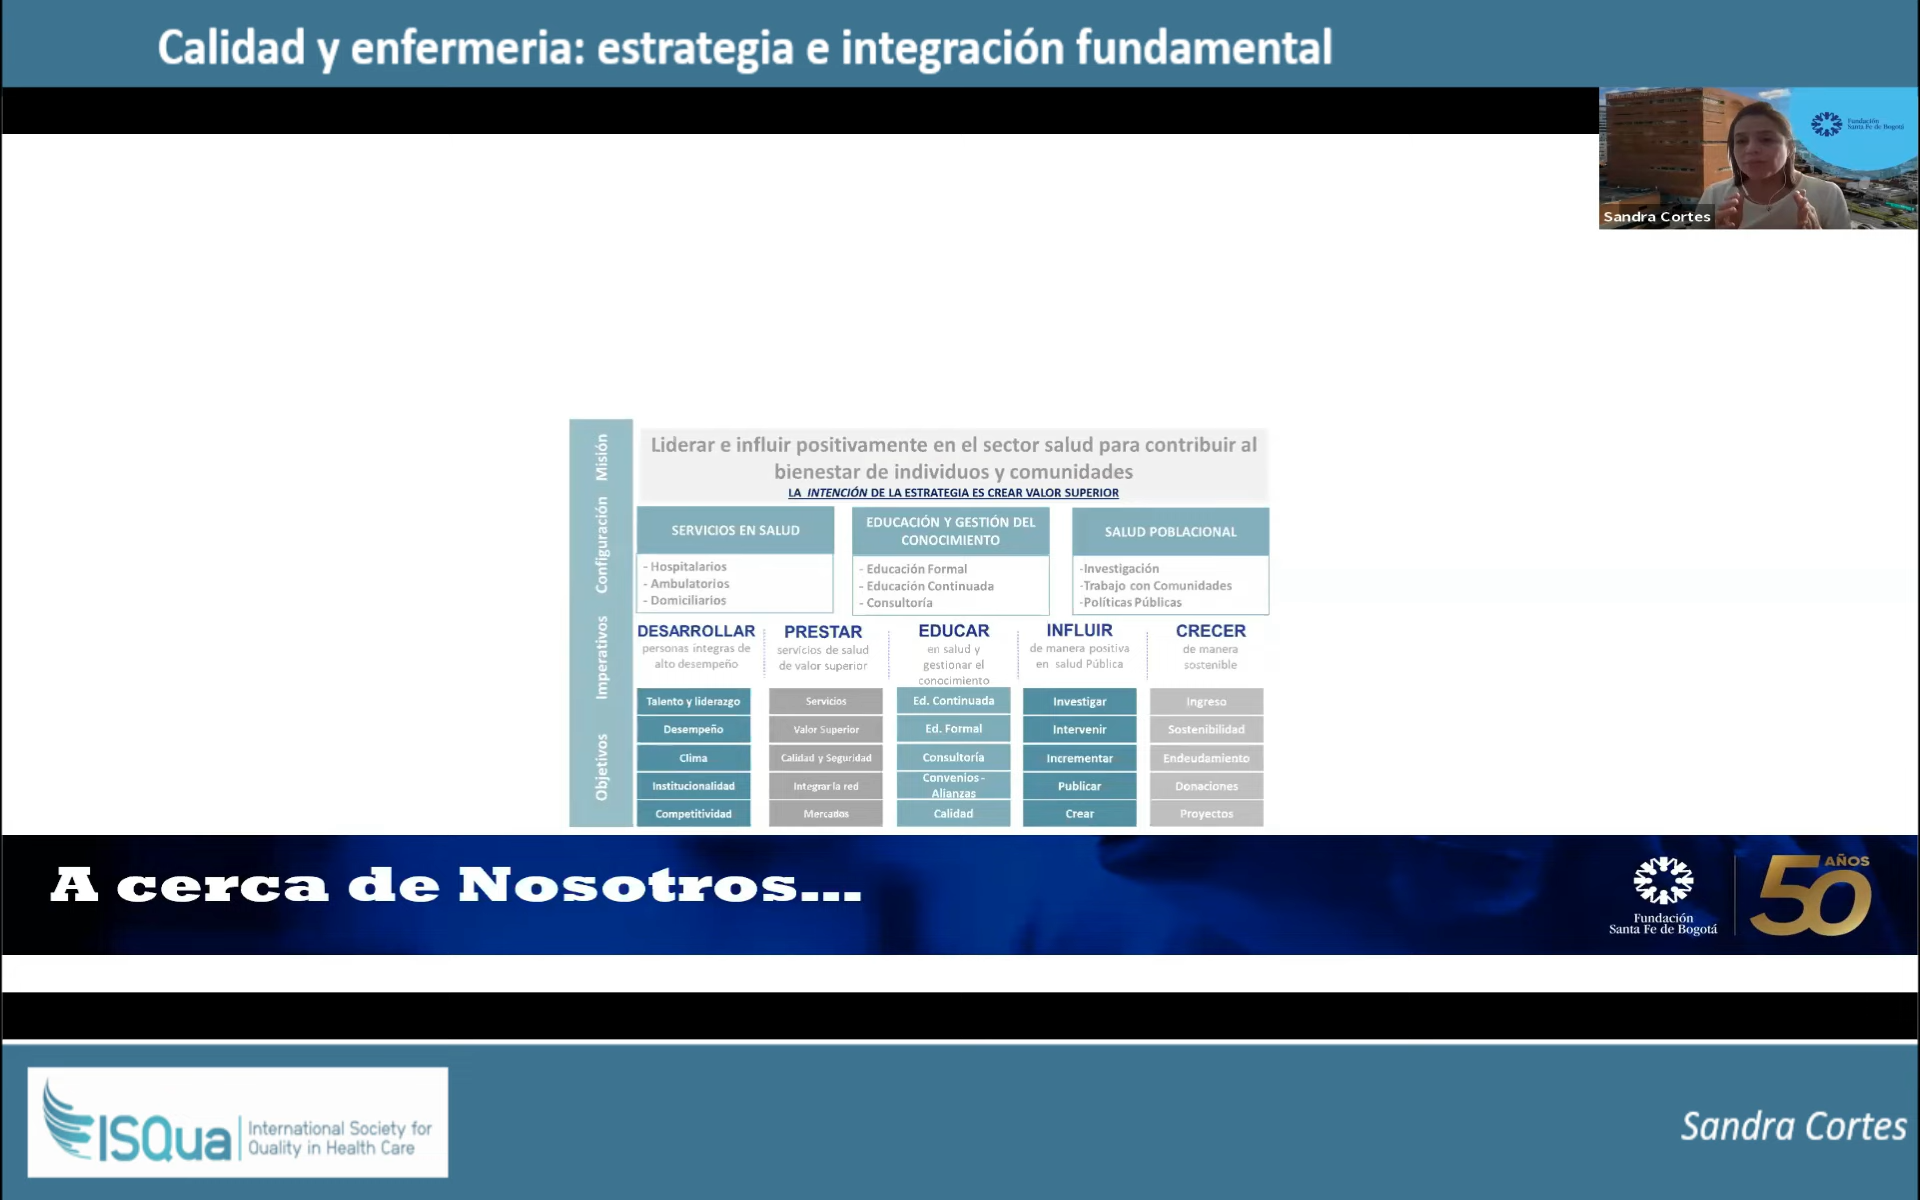 Calidad y enfermeria: estrategia e integración fundamental
Fundación
Santa Fe de Bogotá
Sandra Cortes
Misión
Liderar e influir positivamente en el sector salud para contribuir al
bienestar de individuos y comunidades
LA INTENCIÓN DE LA ESTRATEGIA ES CREAR VALOR SUPERIOR
Configuración
SERVICIOS EN SALUD
- Hospitalarios
- Ambulatorios
- Domiciliarios
EDUCACIÓN Y GESTIÓN DEL
CONOCIMIENTO
- Educación Formal
- Educación Continuada
- Consultoría
SALUD POBLACIONAL
-Investigación
-Trabajo con Comunidades
-Políticas Públicas
Imperativos
DESARROLLAR
personas íntegras de
alto desempeño
PRESTAR
servicios de salud
de valor superior
EDUCAR
en salud y
gestionar el
conocimiento
INFLUIR
de manera positiva
en salud Pública
CRECER
de manera
sostenible
Objetivos
Talento y liderazgo
Desempeño
Clima
Institucionalidad
Competitividad
Servicios
Valor Superior
Calidad y Seguridad
Integrar la red
Mercados
Ed. Continuada
Ed. Formal
Consultoría
Convenios -
Alianzas
Calidad
Investigar
Intervenir
Incrementar
Publicar
Crear
Ingreso
Sostenibilidad
Endeudamiento
Donaciones
Proyectos
A cerca de Nosotros...
Fundación
Santa Fe de Bogotá
50 AÑOS
ISQua
International Society for
Quality in Health Care
Sandra Cortes